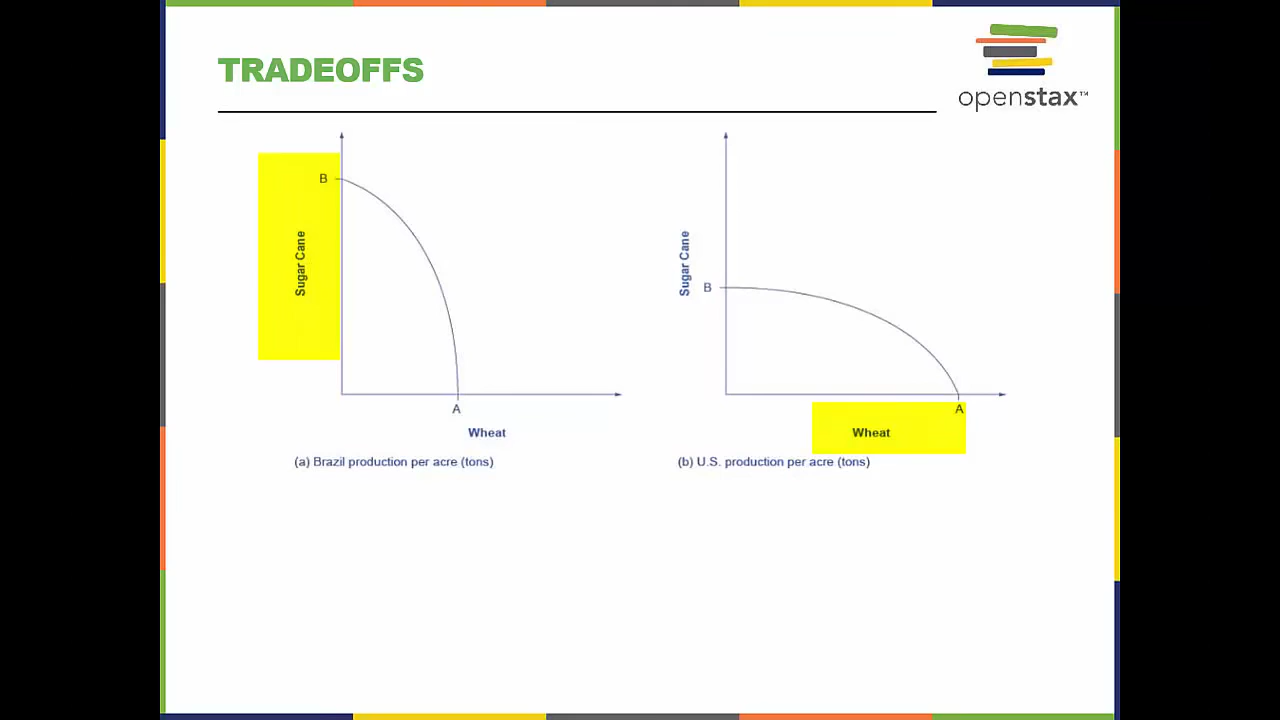 TRADEOFFS
openstax™
B
Sugar Cane
A
Wheat
(a) Brazil production per acre (tons)
Sugar Cane
B
A
Wheat
(b) U.S. production per acre (tons)